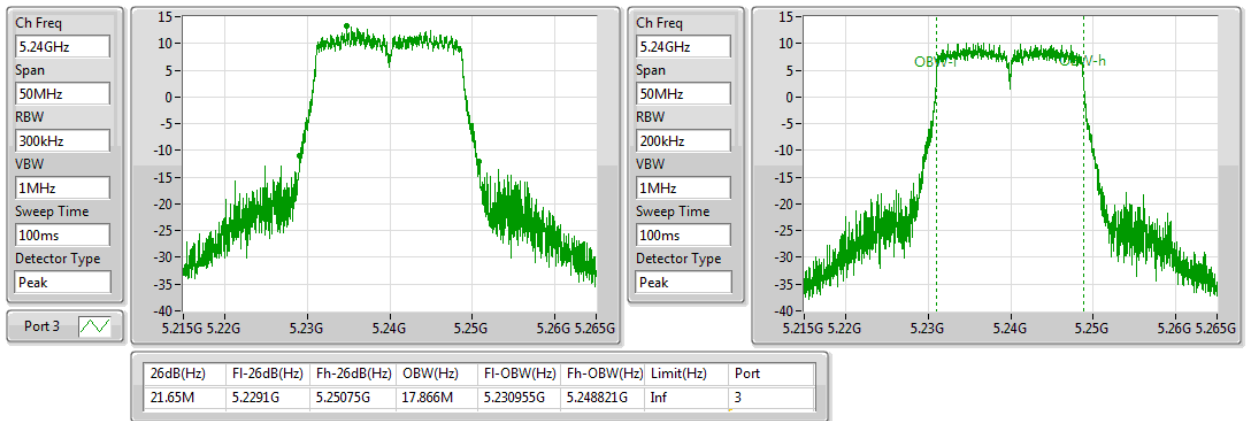 Ch Freq
5.24GHz
Span
50MHz
RBW
300kHz
VBW
1MHz
Sweep Time
100ms
Detector Type
Peak
Port 3
15
10
5
0
-5
-10
-15
-20
-25
-30
-35
-40
5.215G 5.22G 5.23G 5.24G 5.25G 5.26G 5.265G
Ch Freq
5.24GHz
Span
50MHz
RBW
200kHz
VBW
1MHz
Sweep Time
100ms
Detector Type
Peak
15
10
5
0
-5
-10
-15
-20
-25
-30
-35
-40
OBW-l OBW-h
5.215G 5.22G 5.23G 5.24G 5.25G 5.26G 5.265G
26dB(Hz) Fl-26dB(Hz) Fh-26dB(Hz) OBW(Hz) Fl-OBW(Hz) Fh-OBW(Hz) Limit(Hz) Port
21.65M 5.2291G 5.25075G 17.866M 5.230955G 5.248821G Inf 3